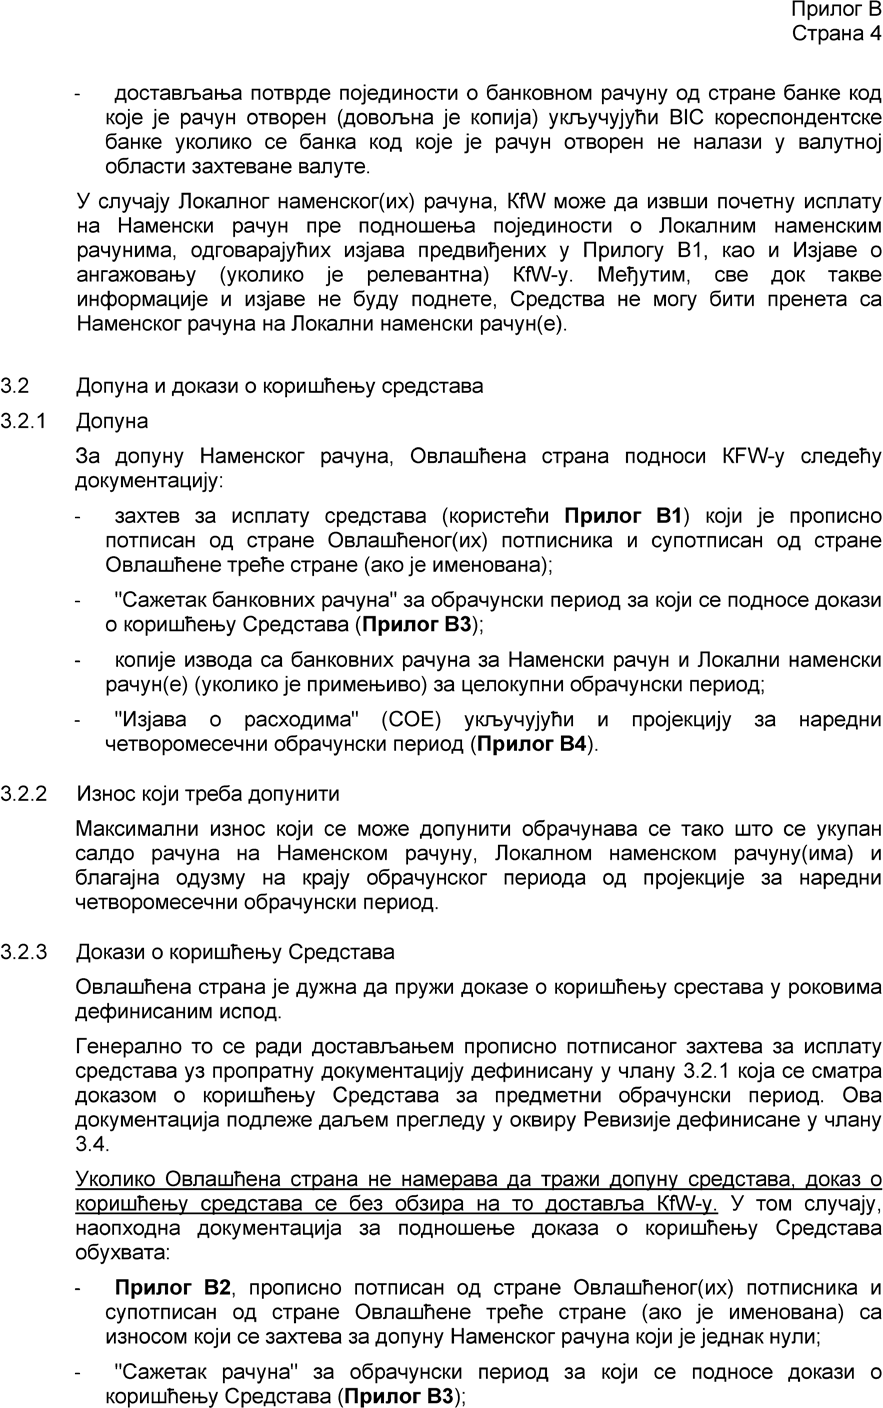 Прилог В
Страна 4
- достављања потврде појединости о банковном рачуну од стране банке код
које је рачун отворен (довољна је копија) укључујући BIC кореспондентске
банке уколико се банка код које је рачун отворен не налази у валутној
области захтеване валуте.
У случају Локалног наменског(их) рачуна, KfW може да изврши почетну исплату
на Наменски рачун пре подношења појединости о Локалним наменским
рачунима, одговарајућих изјава предвиђених у Прилогу В1, као и Изјаве о
ангажовању (уколико је релевантна) KfW-у. Међутим, све док такве
информације и изјаве не буду поднете, Средства не могу бити пренета са
Наменског рачуна на Локални наменски рачун(е).
3.2 Допуна и докази о коришћењу средстава
3.2.1 Допуна
За допуну Наменског рачуна, Овлашћена страна подноси KFW-у следећу
документацију:
- захтев за исплату средстава (користећи Прилог В1) који је прописно
потписан од стране Овлашћеног(их) потписника и супотписан од стране
Овлашћене треће стране (ако је именована);
- "Сажетак банковних рачуна" за обрачунски период за који се подносе докази
о коришћењу Средстава (Прилог В3);
- копије извода са банковних рачуна за Наменски рачун и Локални наменски
рачун(е) (уколико је примењиво) за целокупни обрачунски период;
- "Изјава о расходима" (СОЕ) укључујући и пројекцију за наредни
четворомесечни обрачунски период (Прилог В4).
3.2.2 Износ који треба допунити
Максимални износ који се може допунити обрачунава се тако што се укупан
салдо рачуна на Наменском рачуну, Локалном наменском рачуну(има) и
благајна одузму на крају обрачунског периода од пројекције за наредни
четворомесечни обрачунски период.
3.2.3 Докази о коришћењу Средстава
Овлашћена страна је дужна да пружи доказе о коришћењу срестава у роковима
дефинисаним испод.
Генерално то се ради достављањем прописно потписаног захтева за исплату
средстава уз пропратну документацију дефинисану у члану 3.2.1 која се сматра
доказом о коришћењу Средстава за предметни обрачунски период. Ова
документација подлеже даљем прегледу у оквиру Ревизије дефинисане у члану
3.4.
Уколико Овлашћена страна не намерава да тражи допуну средстава, доказ о
коришћењу средстава се без обзира на то доставља KfW-у. У том случају,
наопходна документација за подношење доказа о коришћењу Средстава
обухвата:
- Прилог В2, прописно потписан од стране Овлашћеног(их) потписника и
супотписан од стране Овлашћене треће стране (ако је именована) са
износом који се захтева за допуну Наменског рачуна који је једнак нули;
- "Сажетак рачуна" за обрачунски период за који се подносе докази о
коришћењу Средстава (Прилог В3);